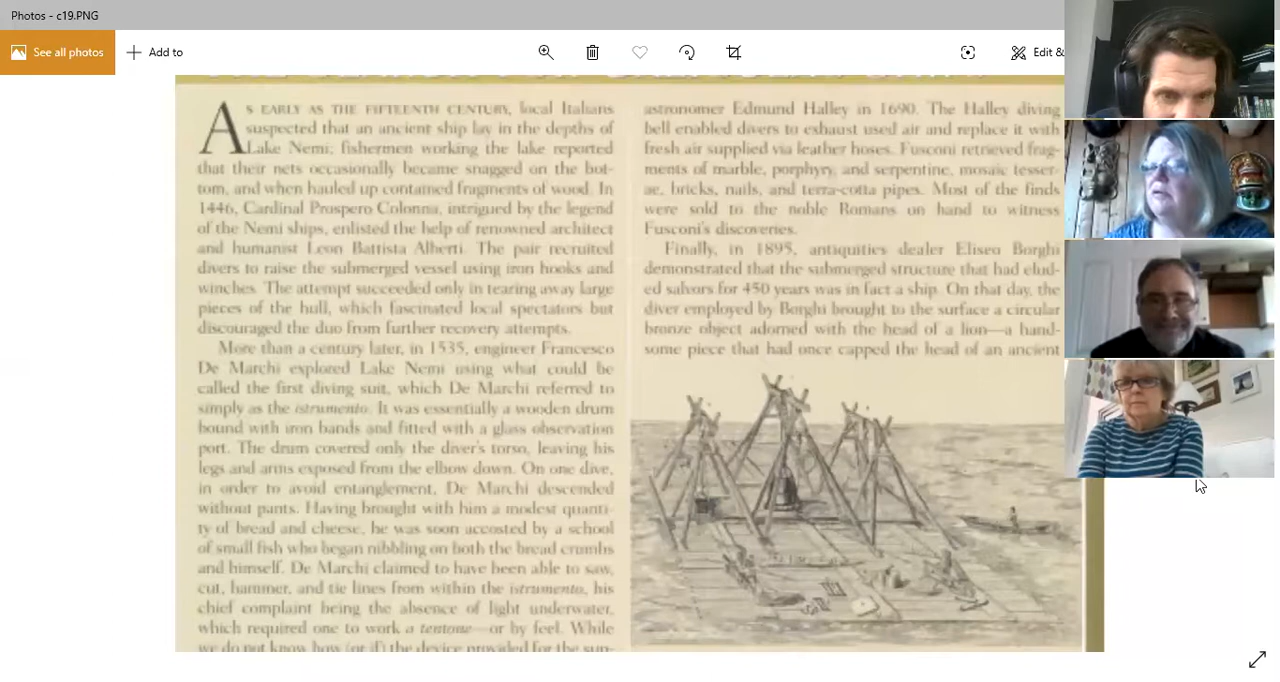 Photos - c19.PNG
See all photos
Add to
Edit &
AS EARLY AS THE FIFTEENTH CENTURY, local Italians
suspected that an ancient ship lay in the depths of
Lake Nemi; fishermen working the lake reported
that their nets occasionally became snagged on the bot-
tom, and when hauled up contained fragments of wood. In
1446, Cardinal Prospero Colonna, intrigued by the legend
of the Nemi ships, enlisted the help of renowned architect
and humanist Leon Battista Alberti. The pair recruited
divers to raise the submerged vessel using iron hooks and
winches. The attempt succeeded only in tearing away large
pieces of the hull, which fascinated local spectators but
discouraged the duo from further recovery attempts.
More than a century later, in 1535, engineer Francesco
De Marchi explored Lake Nemi using what could be
called the first diving suit, which De Marchi referred to
simply as the istrumento. It was essentially a wooden drum
bound with iron bands and fitted with a glass observation
port. The drum covered only the diver's torso, leaving his
legs and arms exposed from the elbow down. On one dive,
in order to avoid entanglement, De Marchi descended
without pants. Having brought with him a modest quanti-
ty of bread and cheese, he was soon accosted by a school
of small fish who began nibbling on both the bread crumbs
and himself. De Marchi claimed to have been able to saw,
cut, hammer, and tie lines from within the istrumento, his
chief complaint being the absence of light underwater,
which required one to work a tentone—or by feel. While
we do not know how (or if) the device provided for the sup-
astronomer Edmund Halley in 1690. The Halley diving
bell enabled divers to exhaust used air and replace it with
fresh air supplied via leather hoses. Fusconi retrieved frag-
ments of marble, porphyry, and serpentine, mosaic tesser-
ae, bricks, nails, and terra-cotta pipes. Most of the finds
were sold to the noble Romans on hand to witness
Fusconi's discoveries.
Finally, in 1895, antiquities dealer Eliseo Borghi
demonstrated that the submerged structure that had elud-
ed salvors for 450 years was in fact a ship. On that day, the
diver employed by Borghi brought to the surface a circular
bronze object adorned with the head of a lion—a hand-
some piece that had once capped the head of an ancient